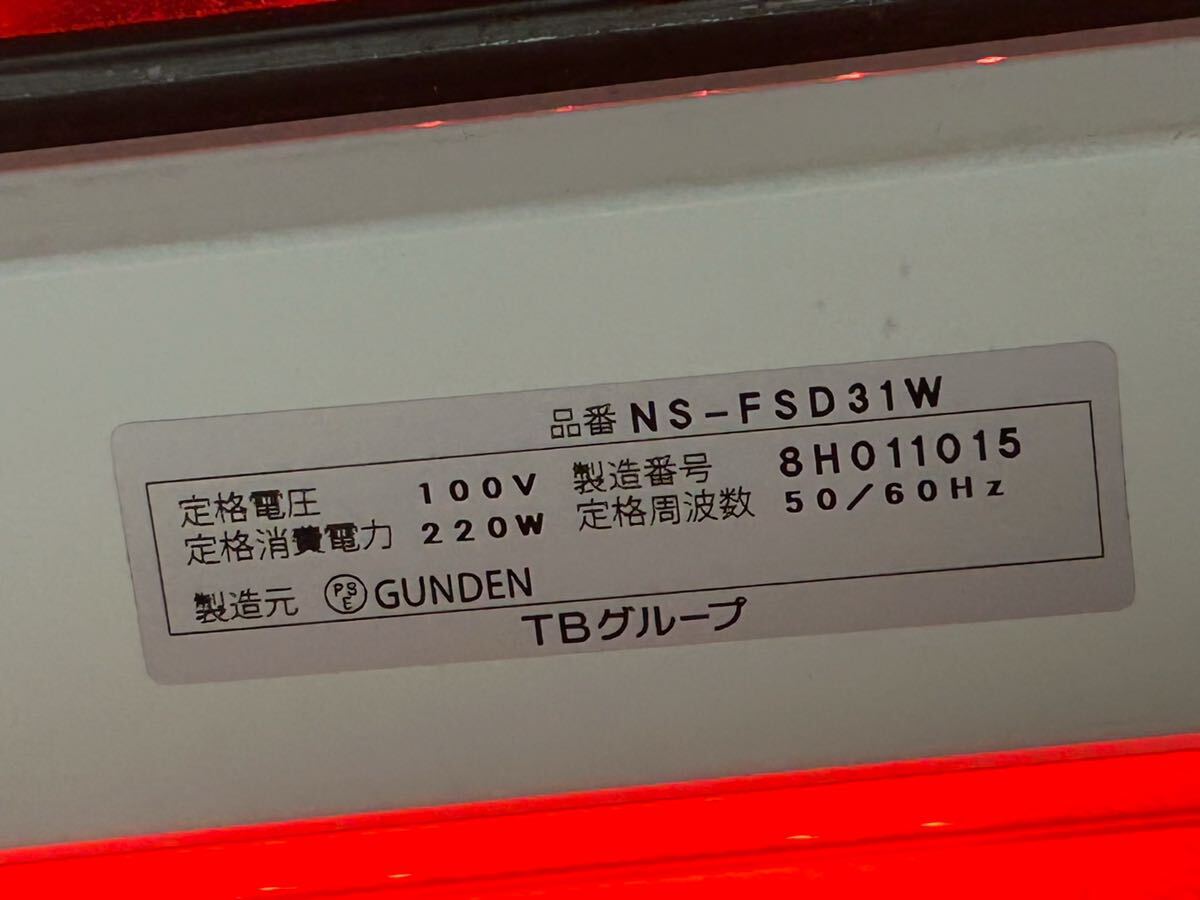 品番 NS-FSD31W
定格電圧 100V 製造番号 8H011015
定格消費電力 220W 定格周波数 50/60Hz
製造元 PSE GUNDEN
TBグループ